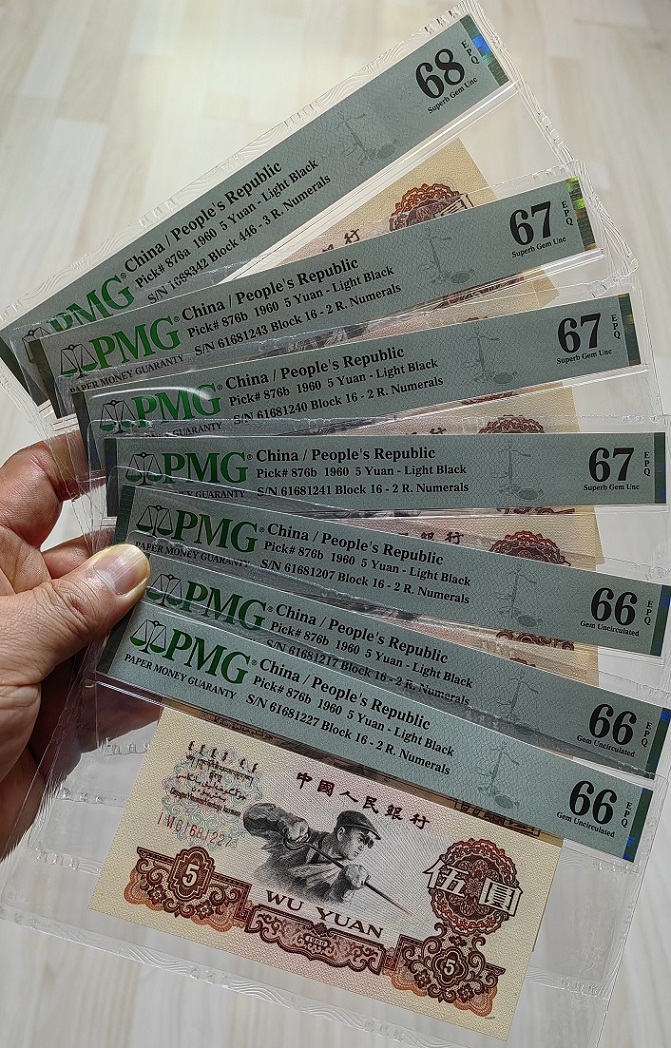 68
EPQ
Superb Gem Unc
China / People's Republic
Pick# 876a 1960 5 Yuan - Light Black
S/N 1689342 Block 446 - 3 R. Numerals
PMG
67
EPQ
Superb Gem Unc
China / People's Republic
Pick# 876b 1960 5 Yuan - Light Black
S/N 61681243 Block 16 - 2 R. Numerals
PMG
PAPER MONEY GUARANTY
67
EPQ
Superb Gem Unc
China / People's Republic
Pick# 876b 1960 5 Yuan - Light Black
S/N 61681240 Block 16 - 2 R. Numerals
PMG
67
EPQ
Superb Gem Unc
China / People's Republic
Pick# 876b 1960 5 Yuan - Light Black
S/N 61681241 Block 16 - 2 R. Numerals
PMG
PAPER MONEY GUARANTY
66
EPQ
Gem Uncirculated
China / People's Republic
Pick# 876b 1960 5 Yuan - Light Black
S/N 61681207 Block 16 - 2 R. Numerals
PMG
PAPER MONEY GUARANTY
66
EPQ
Gem Uncirculated
China / People's Republic
Pick# 876b 1960 5 Yuan - Light Black
S/N 61681217 Block 16 - 2 R. Numerals
PMG
66
EPQ
Gem Uncirculated
China / People's Republic
Pick# 876b 1960 5 Yuan - Light Black
S/N 61681227 Block 16 - 2 R. Numerals
PMG
PAPER MONEY GUARANTY
中國人民銀行
伍圓
WU YUAN
5
5